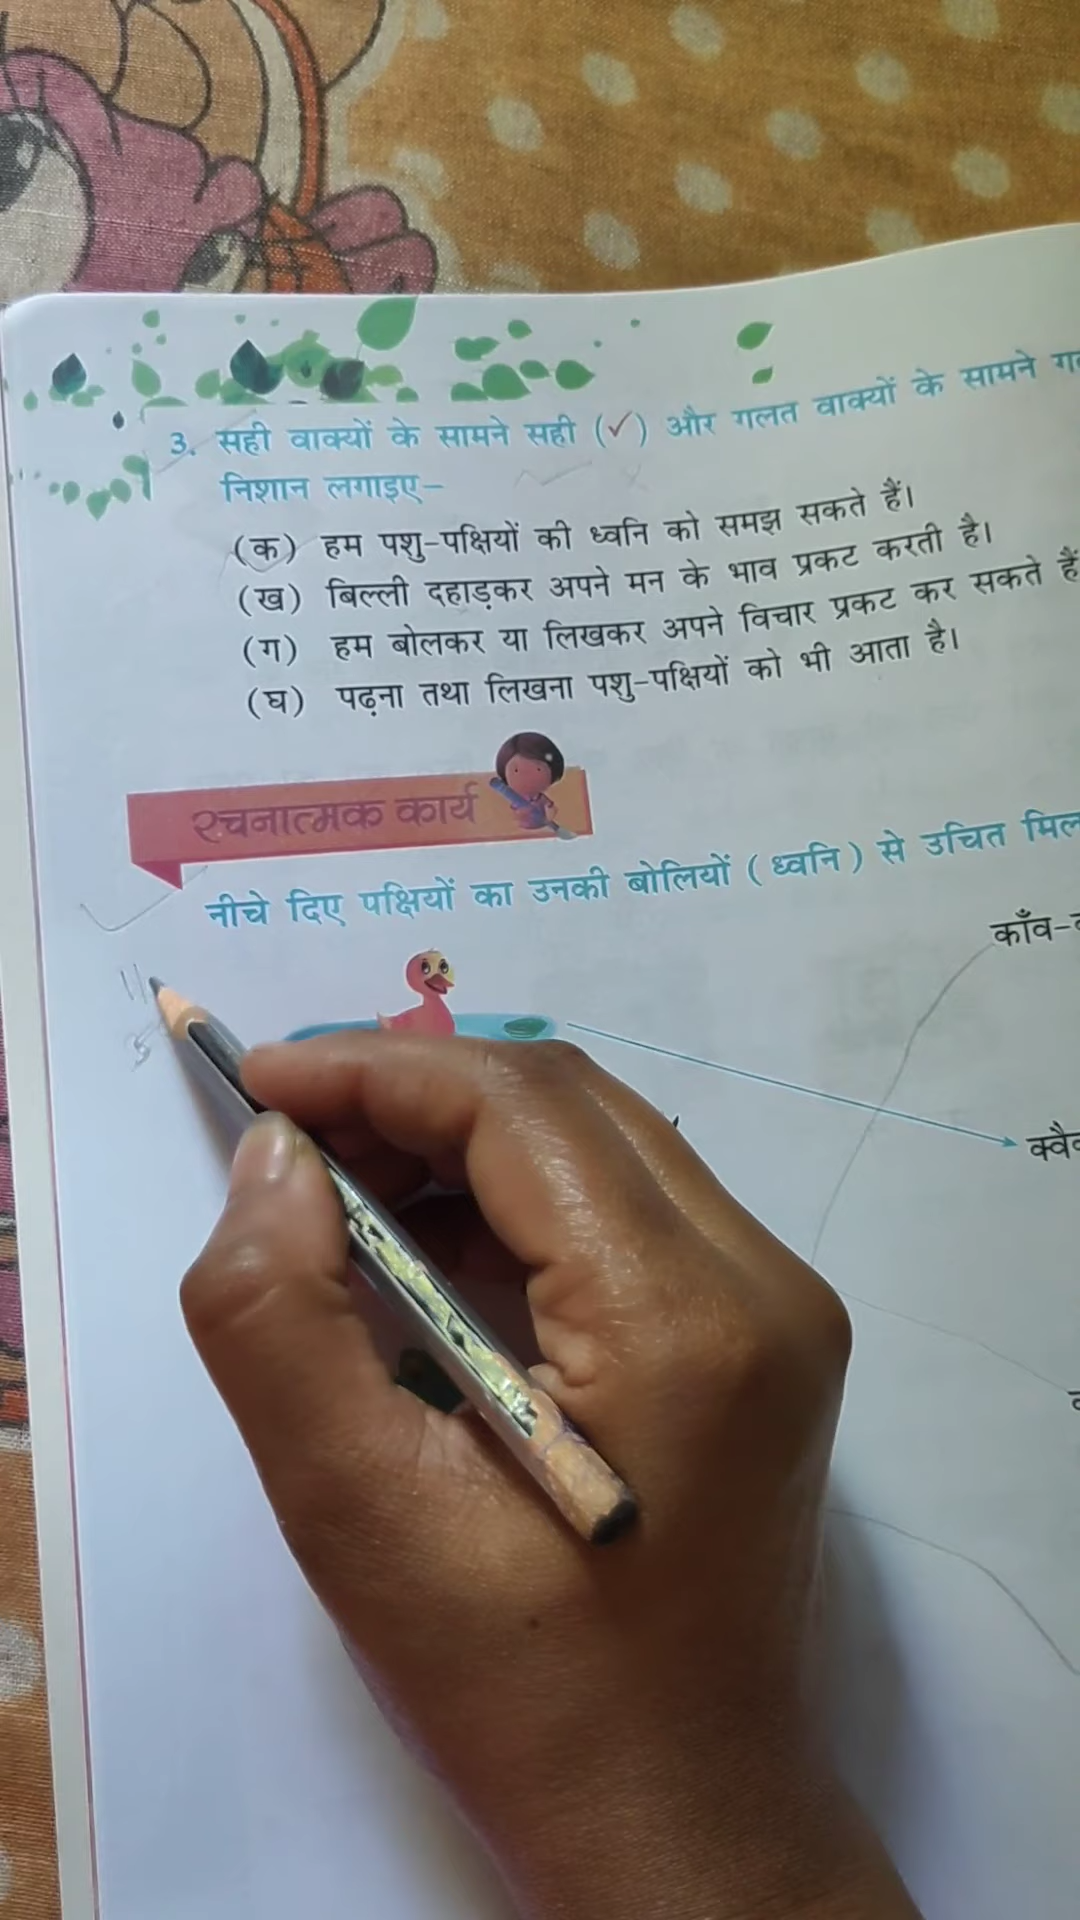 3. सही वाक्यों के सामने सही (✓) और गलत वाक्यों के सामने
निशान लगाइए–
(क) हम पशु-पक्षियों की ध्वनि को समझ सकते हैं।
(ख) बिल्ली दहाड़कर अपने मन के भाव प्रकट करती है।
(ग) हम बोलकर या लिखकर अपने विचार प्रकट कर सकते हैं
(घ) पढ़ना तथा लिखना पशु-पक्षियों को भी आता है।
रचनात्मक कार्य
नीचे दिए पक्षियों का उनकी बोलियों (ध्वनि) से उचित
काँव-